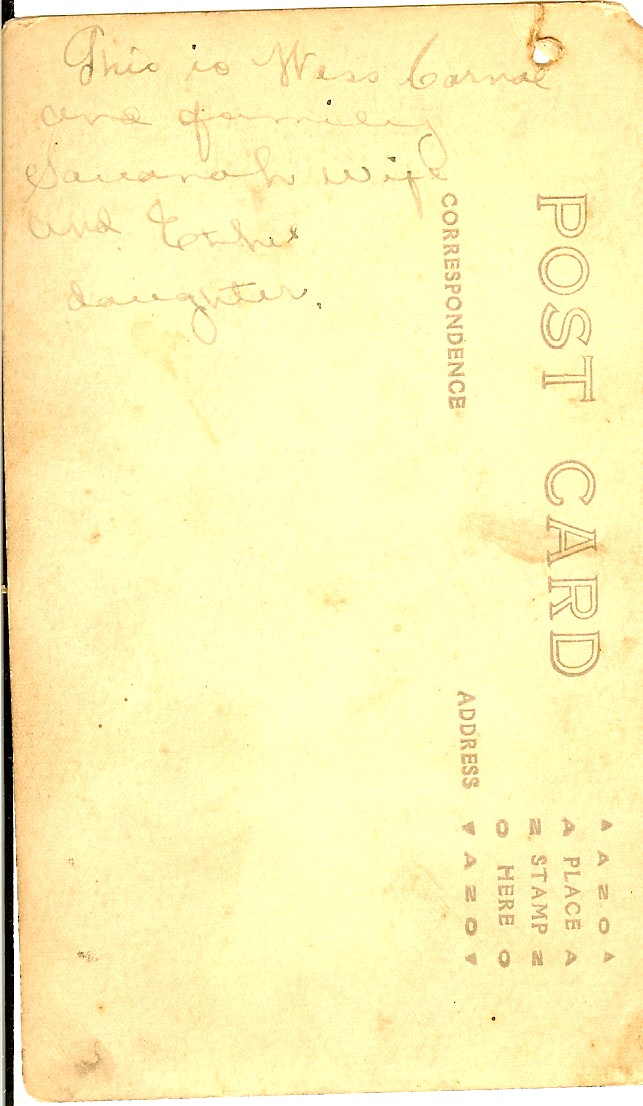 This is Wess Carnal
and family
Savanah wife
and
daughter.
CORRESPONDENCE
POST CARD
ADDRESS
▲ AZO ▲
A PLACE A
Z STAMP Z
O HERE O
▼ AZO ▼